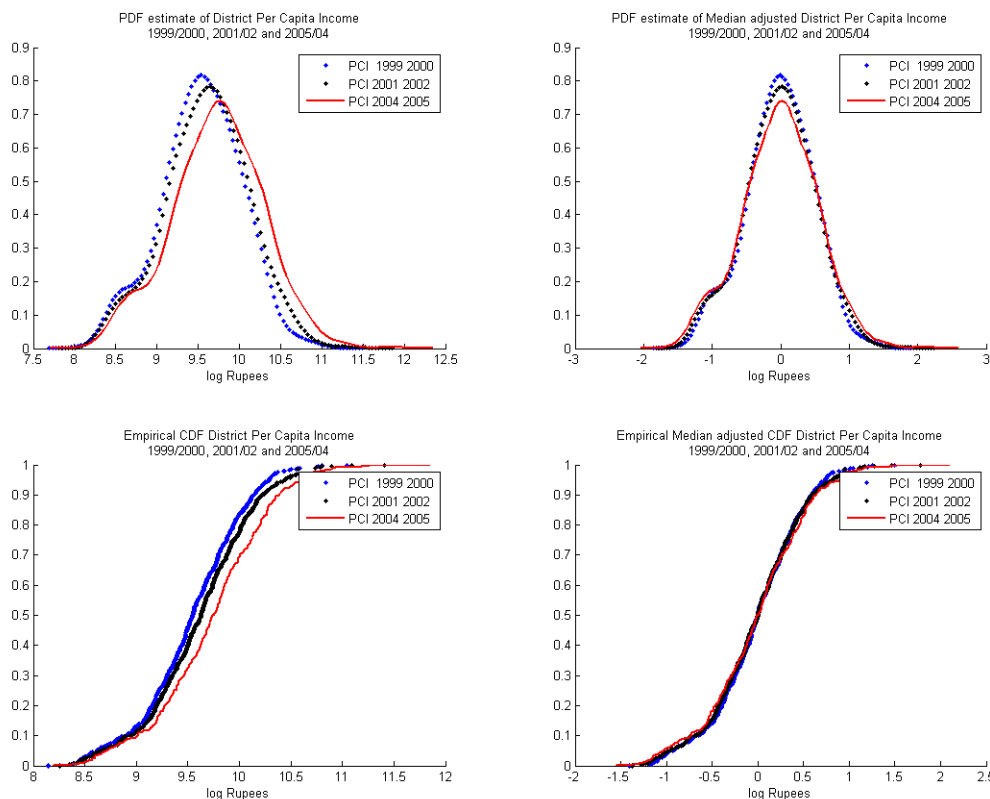 PDF estimate of District Per Capita Income
1999/2000, 2001/02 and 2005/04
0.9
0.8
0.7
0.6
0.5
0.4
0.3
0.2
0.1
0
7.5 8 8.5 9 9.5 10 10.5 11 11.5 12 12.5
log Rupees
PCI 1999 2000
PCI 2001 2002
PCI 2004 2005
PDF estimate of Median adjusted District Per Capita Income
1999/2000, 2001/02 and 2005/04
0.9
0.8
0.7
0.6
0.5
0.4
0.3
0.2
0.1
0
-3 -2 -1 0 1 2 3
log Rupees
PCI 1999 2000
PCI 2001 2002
PCI 2004 2005
Empirical CDF District Per Capita Income
1999/2000, 2001/02 and 2005/04
1
0.9
0.8
0.7
0.6
0.5
0.4
0.3
0.2
0.1
0
8 8.5 9 9.5 10 10.5 11 11.5 12
log Rupees
PCI 1999 2000
PCI 2001 2002
PCI 2004 2005
Empirical Median adjusted CDF District Per Capita Income
1999/2000, 2001/02 and 2005/04
1
0.9
0.8
0.7
0.6
0.5
0.4
0.3
0.2
0.1
0
-2 -1.5 -1 -0.5 0 0.5 1 1.5 2 2.5
log Rupees
PCI 1999 2000
PCI 2001 2002
PCI 2004 2005